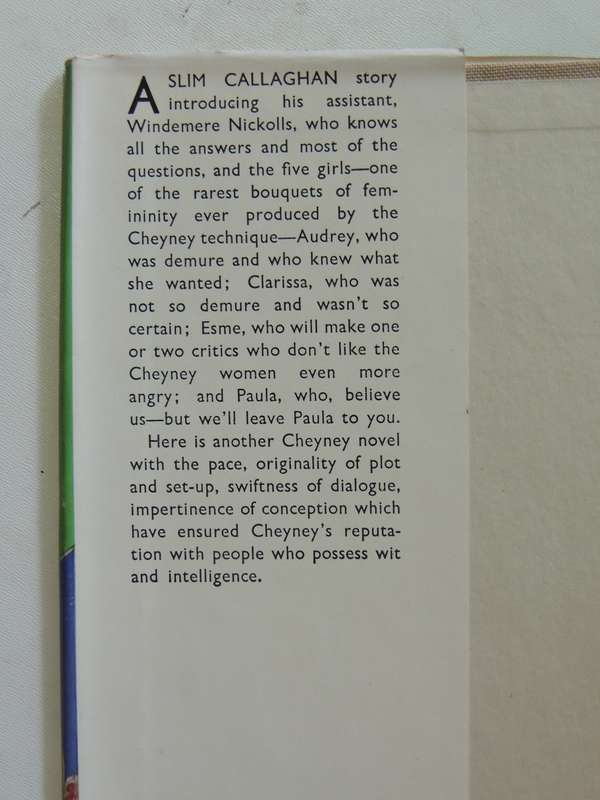 A SLIM CALLAGHAN story
introducing his assistant,
Windemere Nickolls, who knows
all the answers and most of the
questions, and the five girls—one
of the rarest bouquets of fem-
ininity ever produced by the
Cheyney technique—Audrey, who
was demure and who knew what
she wanted; Clarissa, who was
not so demure and wasn't so
certain; Esme, who will make one
or two critics who don't like the
Cheyney women even more
angry; and Paula, who, believe
us—but we'll leave Paula to you.
Here is another Cheyney novel
with the pace, originality of plot
and set-up, swiftness of dialogue,
impertinence of conception which
have ensured Cheyney's reputa-
tion with people who possess wit
and intelligence.